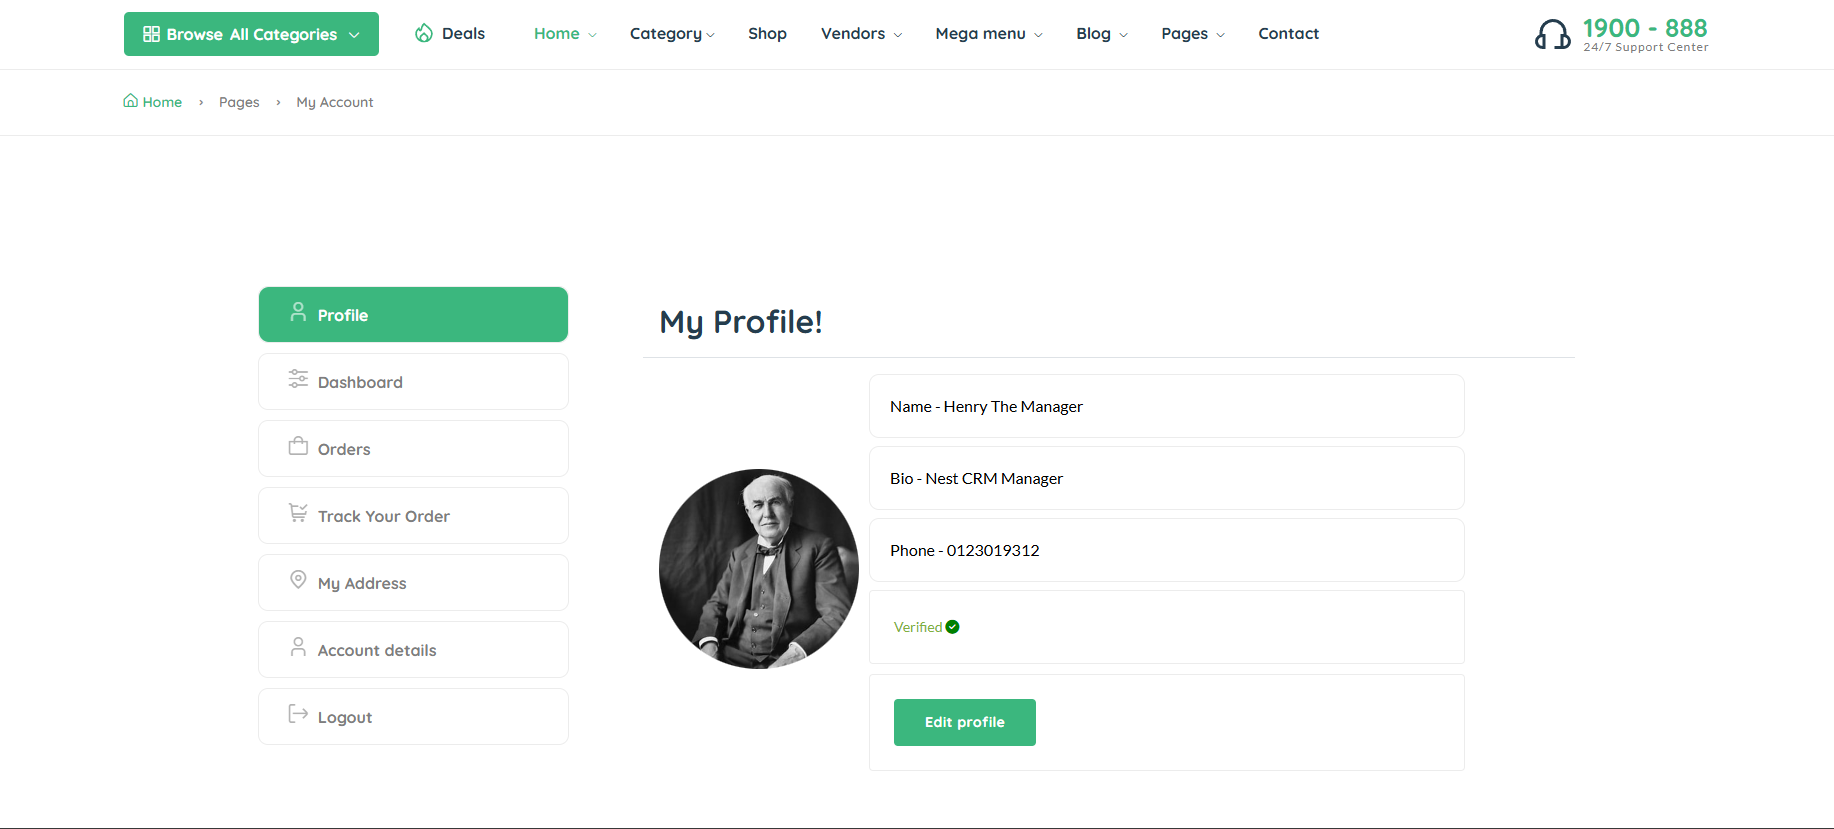 Browse All Categories
Deals
Home
Category
Shop
Vendors
Mega menu
Blog
Pages
Contact
1900 - 888
24/7 Support Center
Home › Pages › My Account
Profile
Dashboard
Orders
Track Your Order
My Address
Account details
Logout
My Profile!
Name - Henry The Manager
Bio - Nest CRM Manager
Phone - 0123019312
Verified
Edit profile